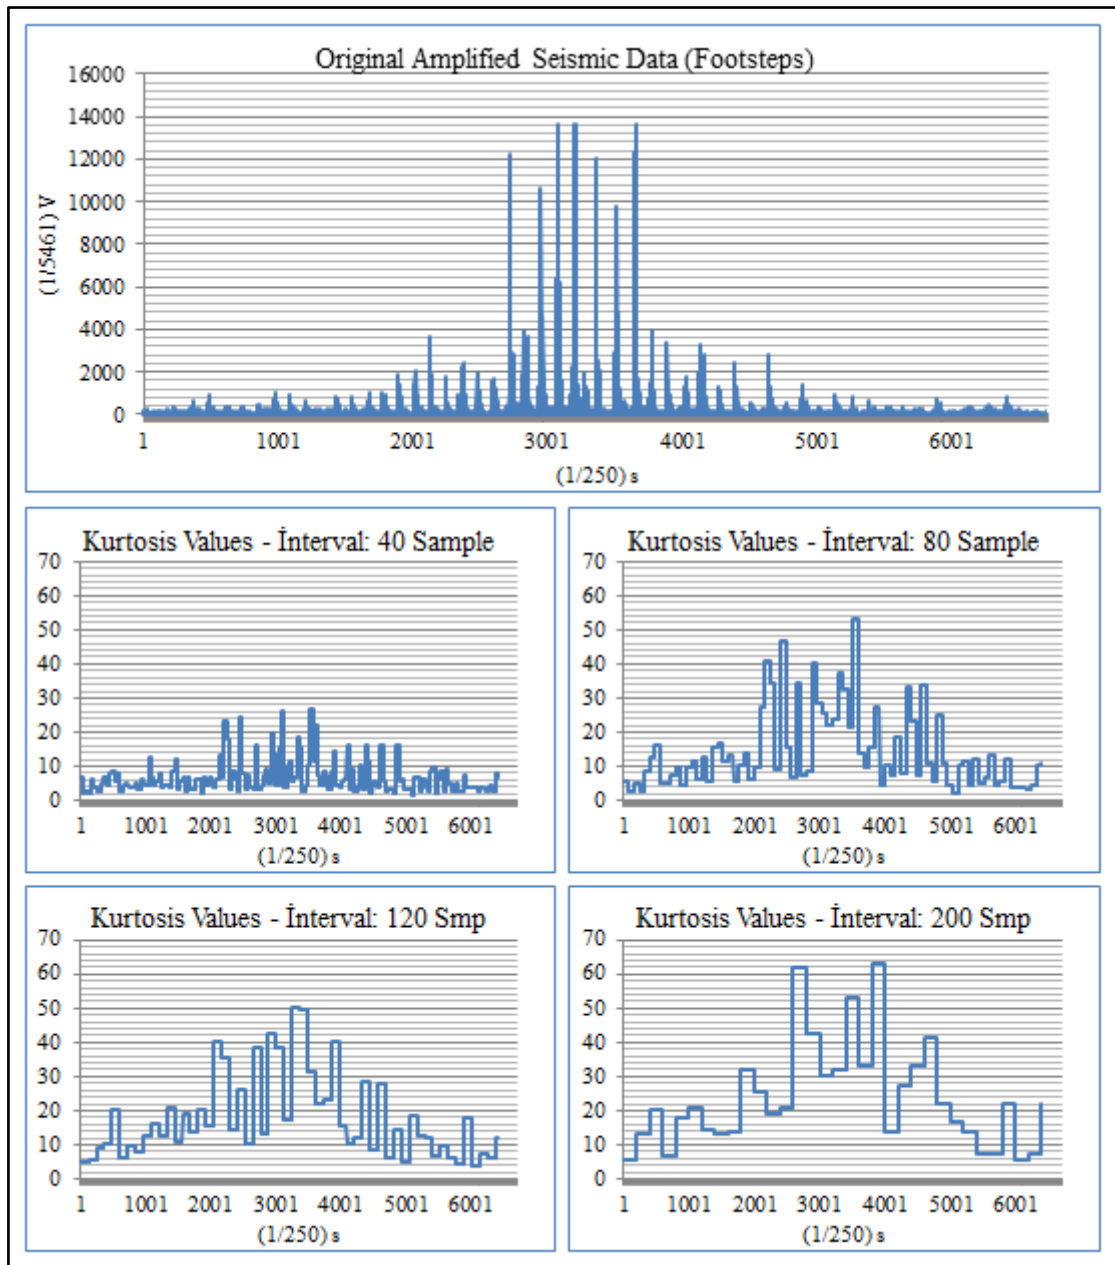 Original Amplified Seismic Data (Footsteps)
16000
14000
12000
10000
8000
6000
4000
2000
0
(1/5461) V
1 1001 2001 3001 4001 5001 6001
(1/250) s
Kurtosis Values - İnterval: 40 Sample
70
60
50
40
30
20
10
0
1 1001 2001 3001 4001 5001 6001
(1/250) s
Kurtosis Values - İnterval: 80 Sample
70
60
50
40
30
20
10
0
1 1001 2001 3001 4001 5001 6001
(1/250) s
Kurtosis Values - İnterval: 120 Smp
70
60
50
40
30
20
10
0
1 1001 2001 3001 4001 5001 6001
(1/250) s
Kurtosis Values - İnterval: 200 Smp
70
60
50
40
30
20
10
0
1 1001 2001 3001 4001 5001 6001
(1/250) s